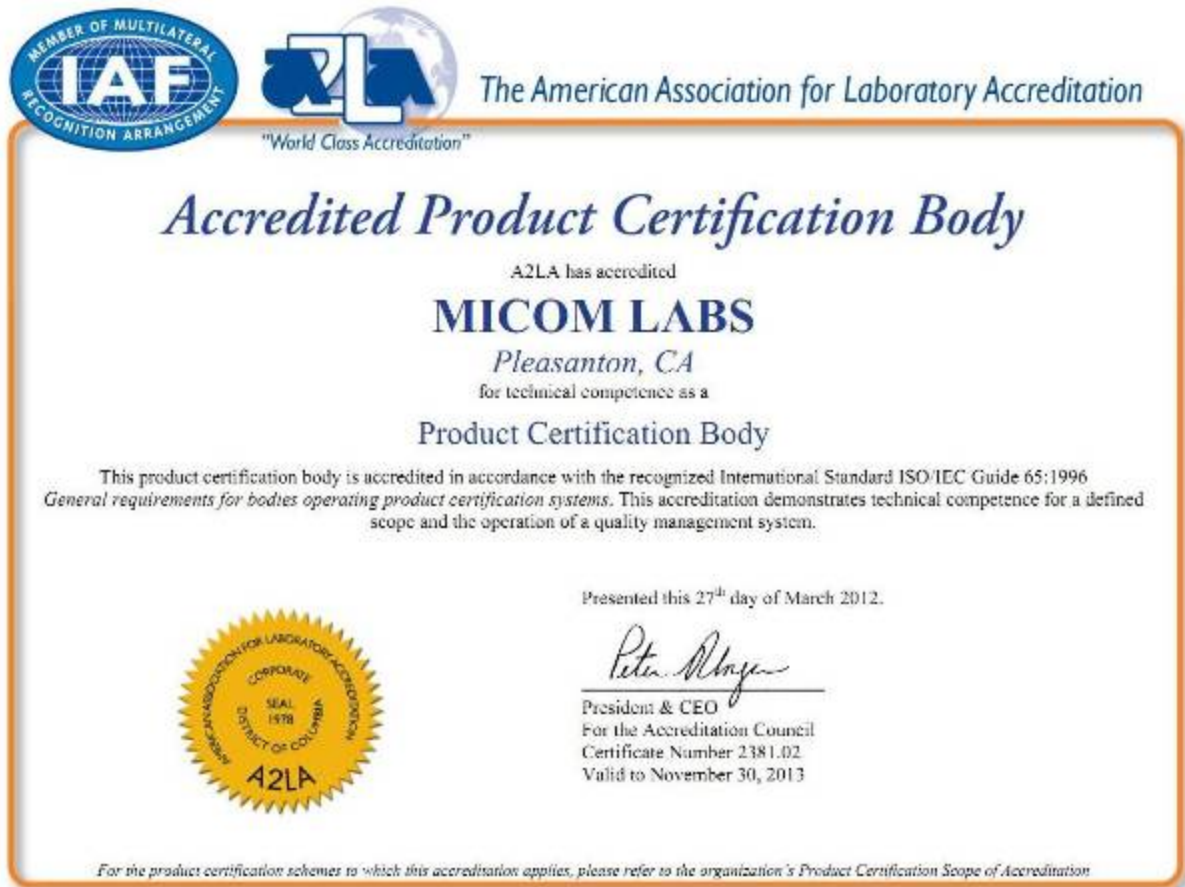 MEMBER OF MULTILATERAL
IAF
RECOGNITION ARRANGEMENT
A2LA
"World Class Accreditation"
The American Association for Laboratory Accreditation
Accredited Product Certification Body
A2LA has accredited
MICOM LABS
Pleasanton, CA
for technical competence as a
Product Certification Body
This product certification body is accredited in accordance with the recognized International Standard ISO/IEC Guide 65:1996
General requirements for bodies operating product certification systems. This accreditation demonstrates technical competence for a defined
scope and the operation of a quality management system.
Presented this 27th day of March 2012.
AMERICAN ASSOCIATION FOR LABORATORY ACCREDITATION
CORPORATE
SEAL
1978
DISTRICT OF COLUMBIA
A2LA
Peter
President & CEO
For the Accreditation Council
Certificate Number 2381.02
Valid to November 30, 2013
For the product certification schemes to which this accreditation applies, please refer to the organization's Product Certification Scope of Accreditation